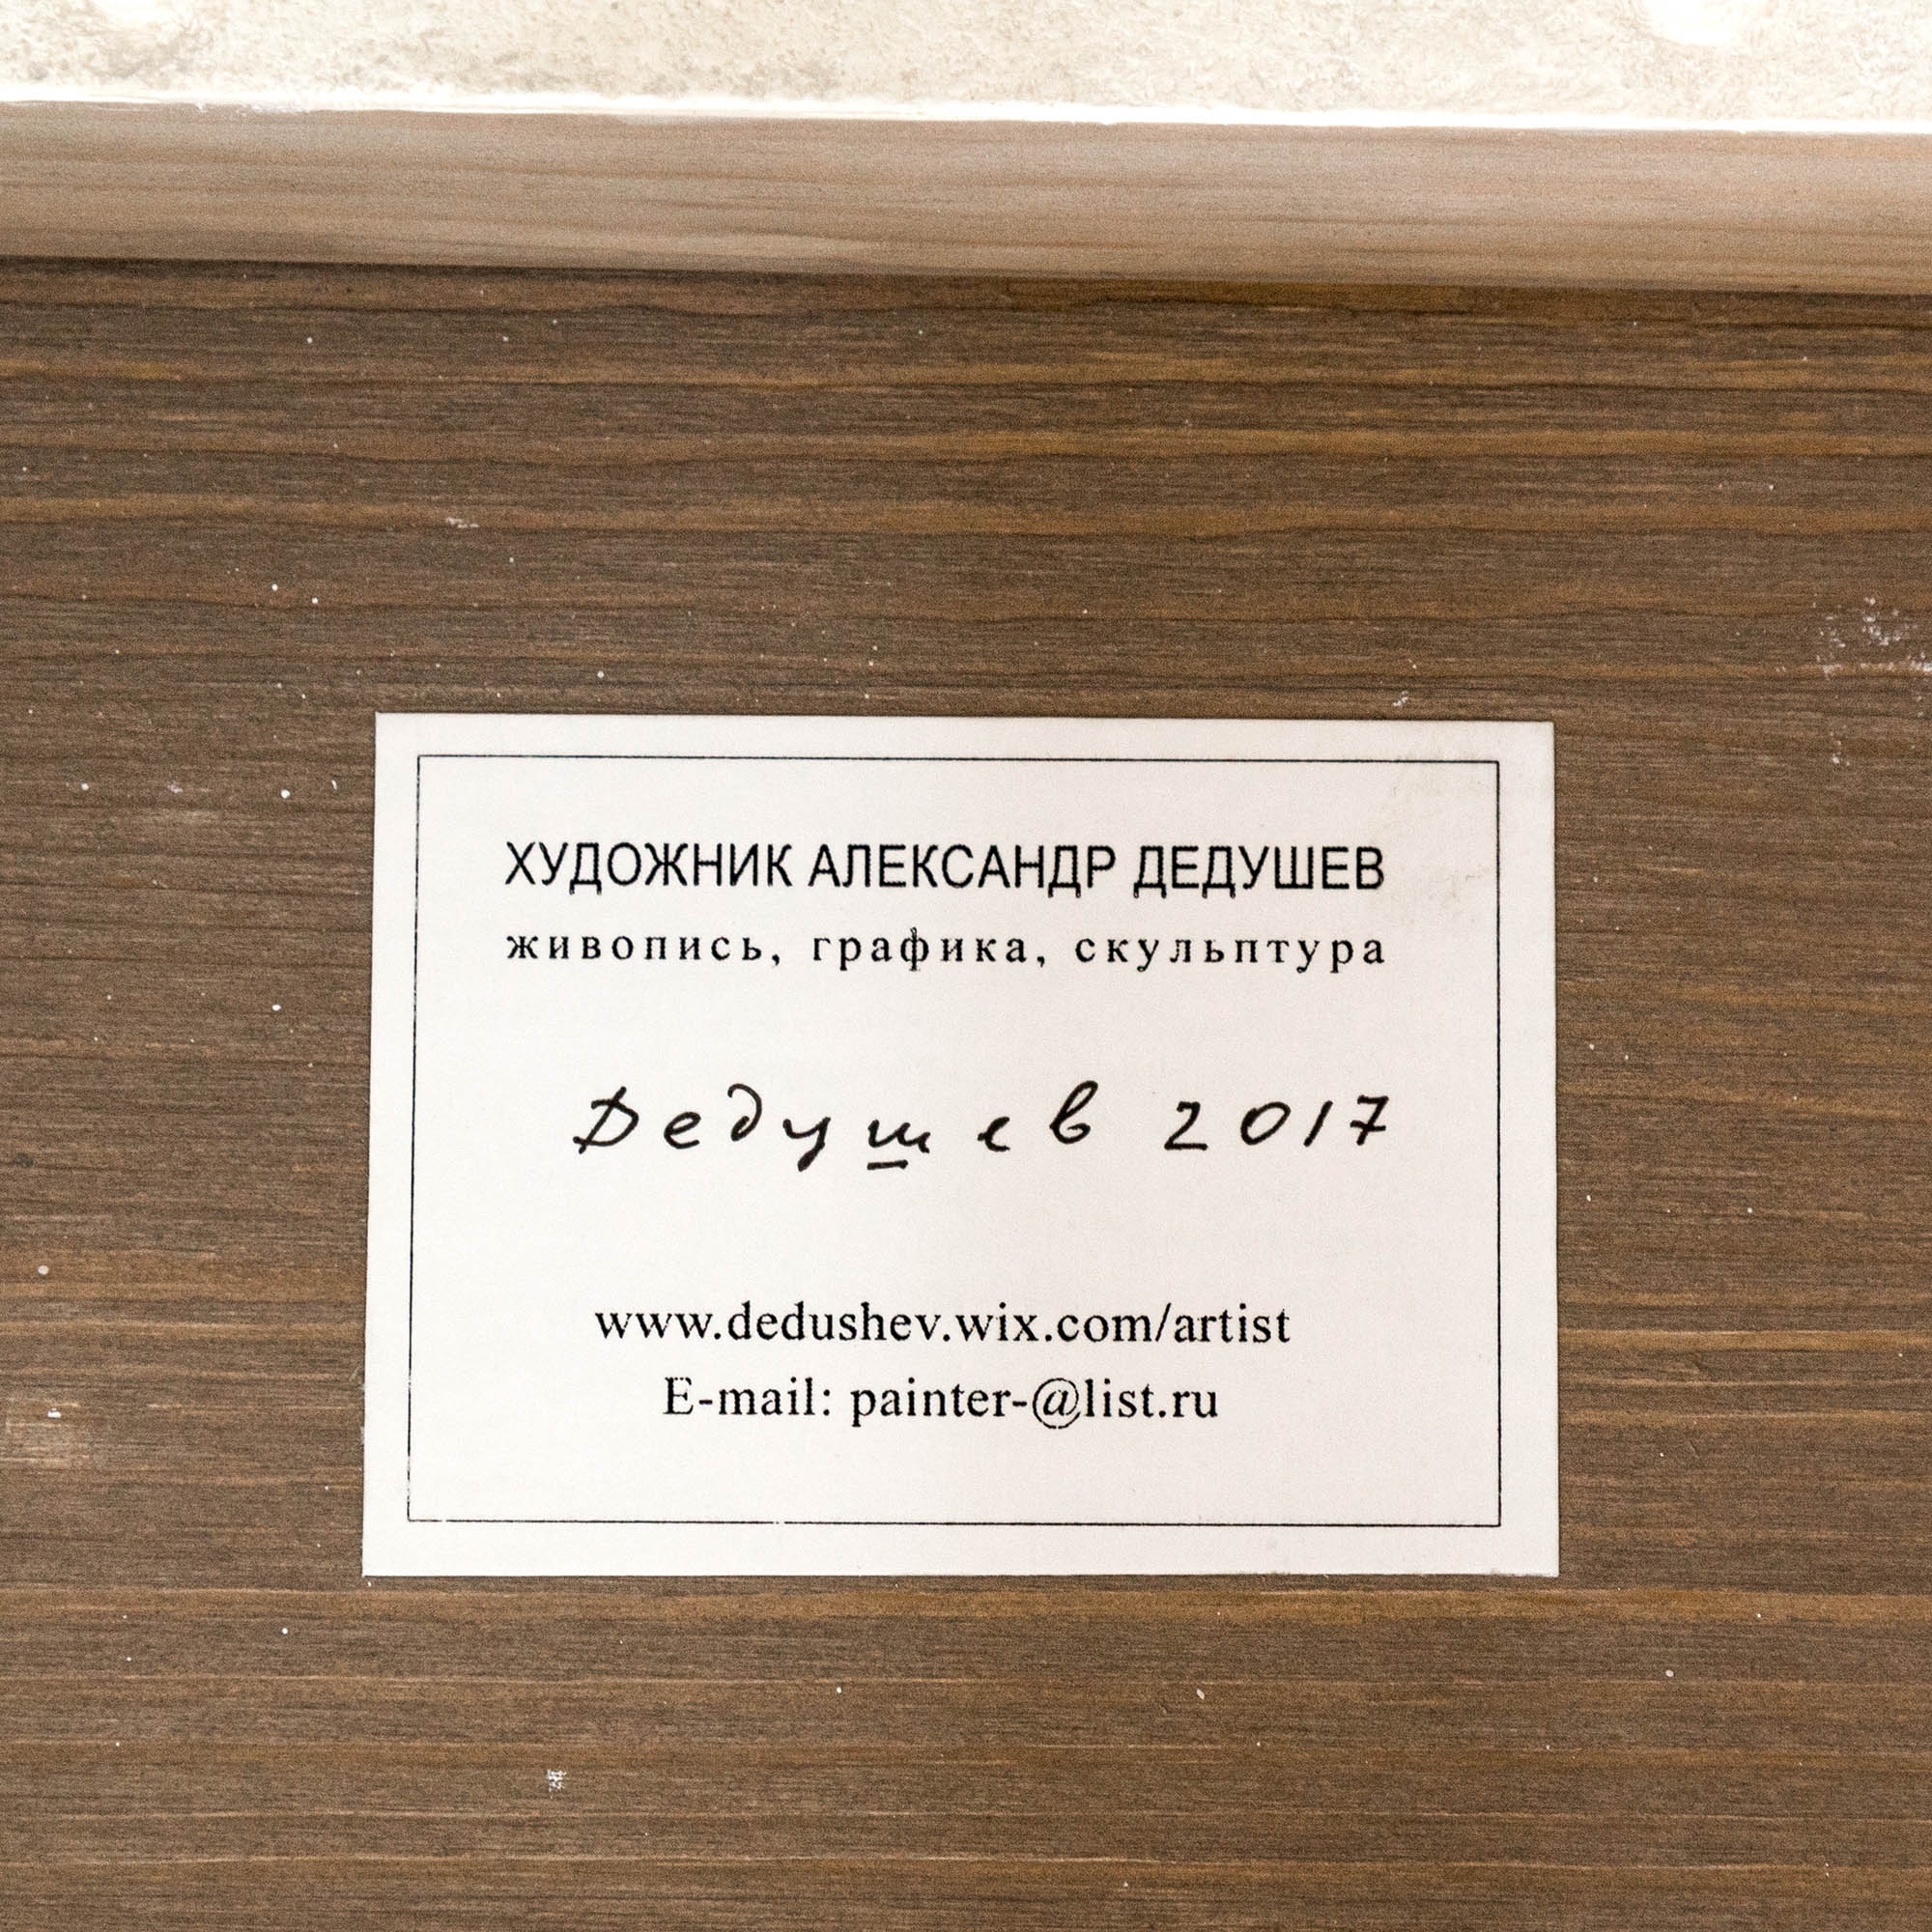 ХУДОЖНИК АЛЕКСАНДР ДЕДУШЕВ
живопись, графика, скульптура
Дедушев 2017
www.dedushev.wix.com/artist
E-mail: painter-@list.ru